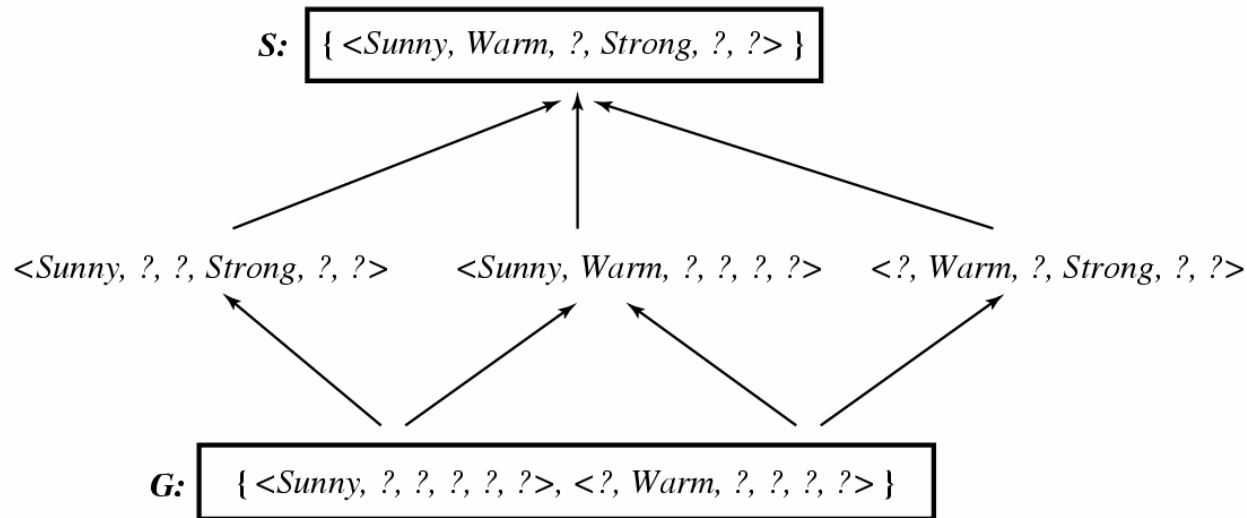 S: { <Sunny, Warm, ?, Strong, ?, ?> }
<Sunny, ?, ?, Strong, ?, ?> <Sunny, Warm, ?, ?, ?, ?> <?, Warm, ?, Strong, ?, ?>
G: { <Sunny, ?, ?, ?, ?, ?>, <?, Warm, ?, ?, ?, ?> }